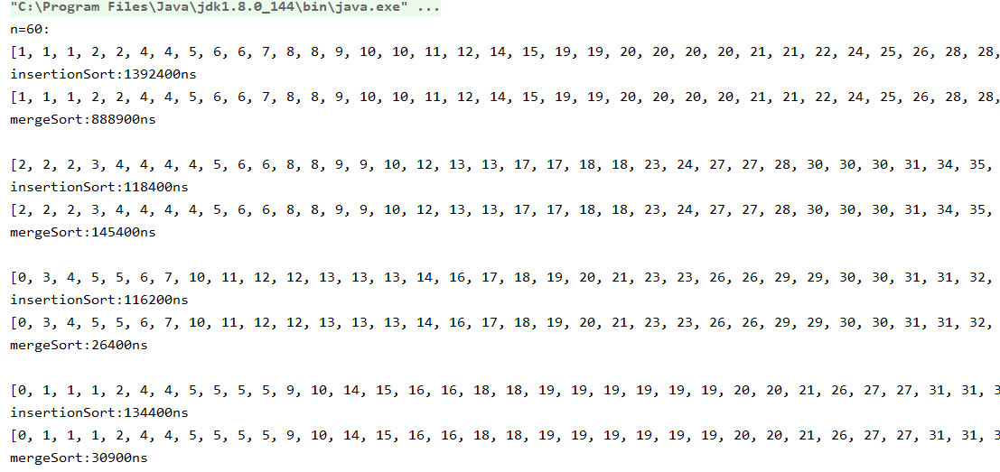 "C:\Program Files\Java\jdk1.8.0_144\bin\java.exe" ...
n=60:
[1, 1, 1, 2, 2, 4, 4, 5, 6, 6, 7, 8, 8, 9, 10, 10, 11, 12, 14, 15, 19, 19, 20, 20, 20, 20, 21, 21, 22, 24, 25, 26, 28, 28,
insertionSort:1392400ns
[1, 1, 1, 2, 2, 4, 4, 5, 6, 6, 7, 8, 8, 9, 10, 10, 11, 12, 14, 15, 19, 19, 20, 20, 20, 20, 21, 21, 22, 24, 25, 26, 28, 28,
mergeSort:888900ns
[2, 2, 2, 3, 4, 4, 4, 4, 5, 6, 6, 8, 8, 9, 9, 10, 12, 13, 13, 17, 17, 18, 18, 23, 24, 27, 27, 28, 30, 30, 30, 31, 34, 35,
insertionSort:118400ns
[2, 2, 2, 3, 4, 4, 4, 4, 5, 6, 6, 8, 8, 9, 9, 10, 12, 13, 13, 17, 17, 18, 18, 23, 24, 27, 27, 28, 30, 30, 30, 31, 34, 35,
mergeSort:145400ns
[0, 3, 4, 5, 5, 6, 7, 10, 11, 12, 12, 13, 13, 13, 14, 16, 17, 18, 19, 20, 21, 23, 23, 26, 26, 29, 29, 30, 30, 31, 31, 32,
insertionSort:116200ns
[0, 3, 4, 5, 5, 6, 7, 10, 11, 12, 12, 13, 13, 13, 14, 16, 17, 18, 19, 20, 21, 23, 23, 26, 26, 29, 29, 30, 30, 31, 31, 32,
mergeSort:26400ns
[0, 1, 1, 1, 2, 4, 4, 5, 5, 5, 5, 9, 10, 14, 15, 16, 16, 18, 18, 19, 19, 19, 19, 19, 19, 20, 20, 21, 26, 27, 27, 31, 31, 3
insertionSort:134400ns
[0, 1, 1, 1, 2, 4, 4, 5, 5, 5, 5, 9, 10, 14, 15, 16, 16, 18, 18, 19, 19, 19, 19, 19, 19, 20, 20, 21, 26, 27, 27, 31, 31, 3
mergeSort:30900ns